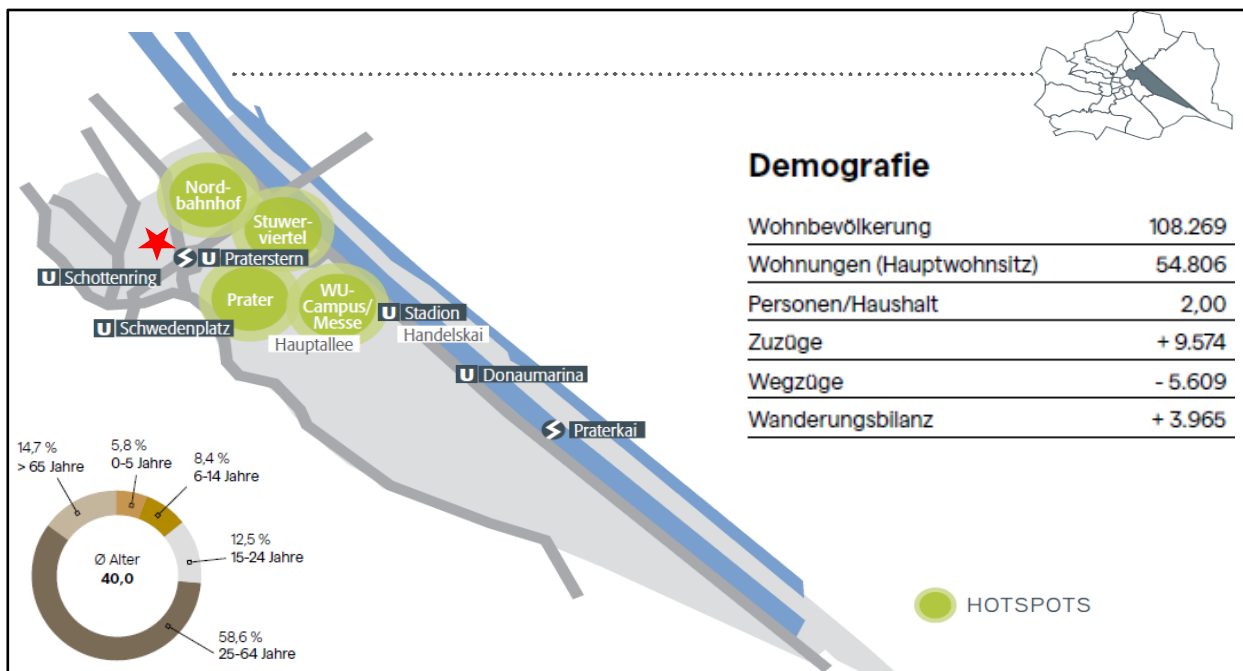 Nord-
bahnhof
Stuwer-
viertel
U Praterstern
U Schottenring
Prater
WU-
Campus/
Messe
U Stadion
U Schwedenplatz
Handelskai
Hauptallee
U Donaumarina
Praterkai
Demografie
Wohnbevölkerung 108.269
Wohnungen (Hauptwohnsitz) 54.806
Personen/Haushalt 2,00
Zuzüge + 9.574
Wegzüge - 5.609
Wanderungsbilanz + 3.965
14,7 %
> 65 Jahre
5,8 %
0-5 Jahre
8,4 %
6-14 Jahre
12,5 %
15-24 Jahre
Ø Alter
40,0
58,6 %
25-64 Jahre
HOTSPOTS